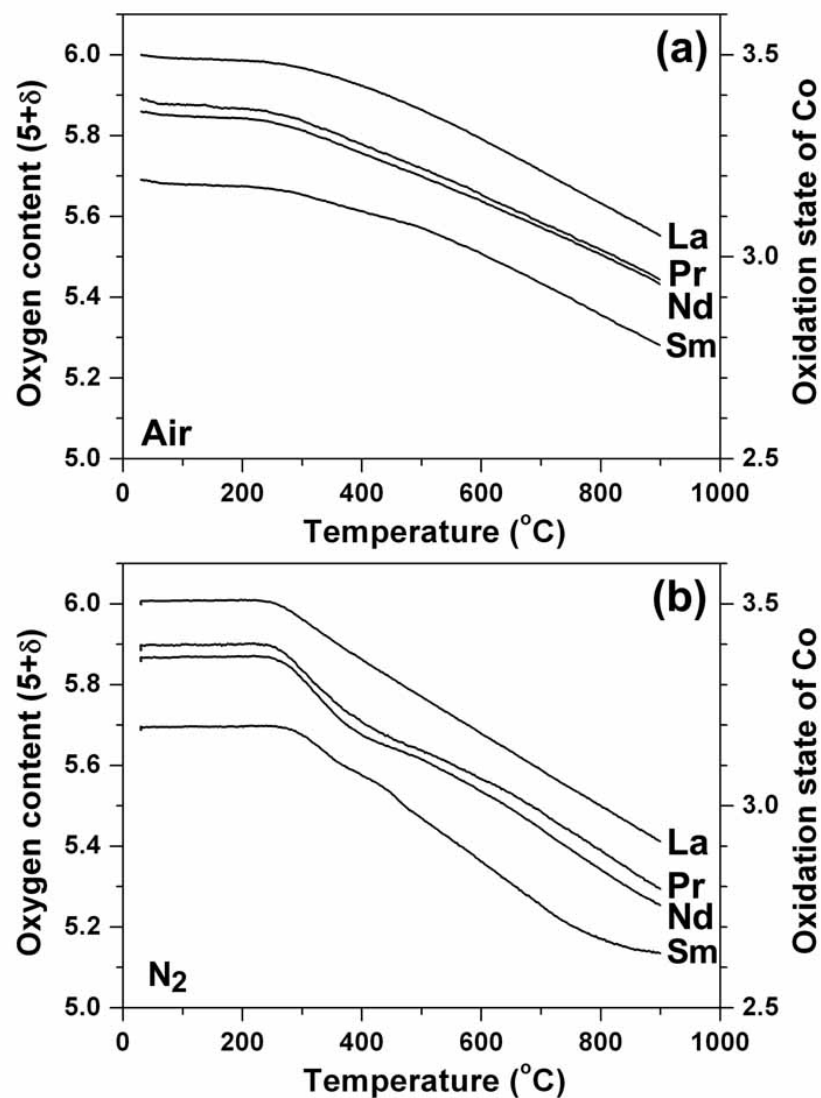 (a)
Oxygen content (5+δ)
Oxidation state of Co
6.0
5.8
5.6
5.4
5.2
5.0
3.5
3.0
2.5
La
Pr
Nd
Sm
Air
0 200 400 600 800 1000
Temperature (°C)
(b)
Oxygen content (5+δ)
Oxidation state of Co
6.0
5.8
5.6
5.4
5.2
5.0
3.5
3.0
2.5
La
Pr
Nd
Sm
N₂
0 200 400 600 800 1000
Temperature (°C)